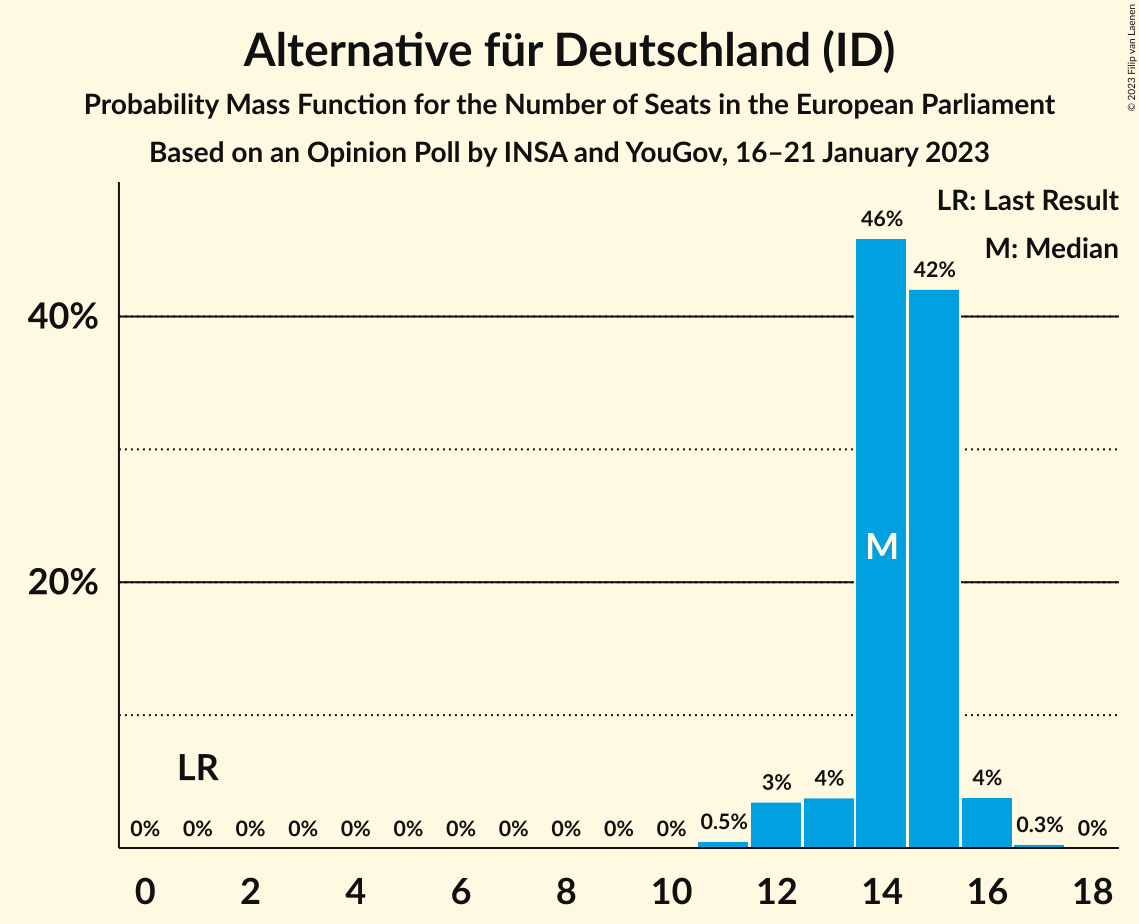 Alternative für Deutschland (ID)
Probability Mass Function for the Number of Seats in the European Parliament
Based on an Opinion Poll by INSA and YouGov, 16–21 January 2023
© 2023 Filip van Laenen
LR: Last Result
M: Median
46%
42%
40%
M
20%
LR
0% 0% 0% 0% 0% 0% 0% 0% 0% 0% 0% 0.5% 3% 4% 4% 0.3% 0%
0 2 4 6 8 10 12 14 16 18